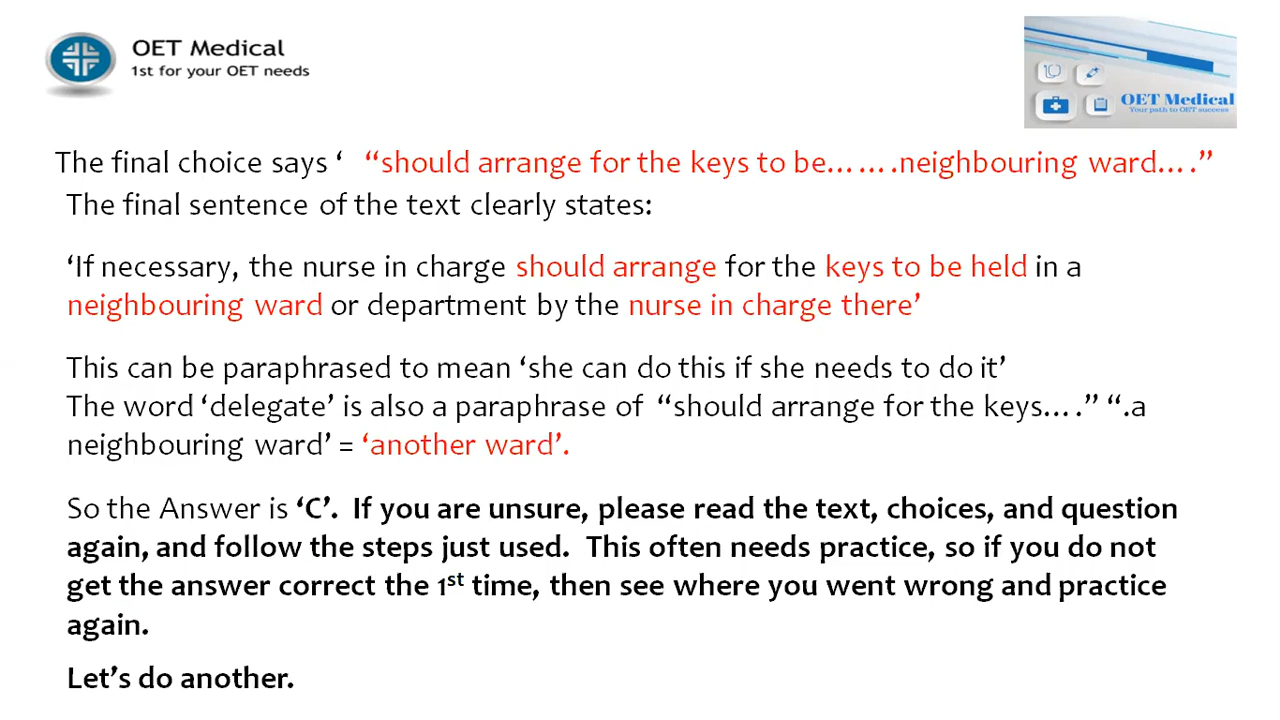 OET Medical
1st for your OET needs
OET Medical
Your path to OET success
The final choice says ‘ “should arrange for the keys to be…….neighbouring ward….”
The final sentence of the text clearly states:
‘If necessary, the nurse in charge should arrange for the keys to be held in a
neighbouring ward or department by the nurse in charge there’
This can be paraphrased to mean ‘she can do this if she needs to do it’
The word ‘delegate’ is also a paraphrase of “should arrange for the keys….” “.a
neighbouring ward’ = ‘another ward’.
So the Answer is ‘C’. If you are unsure, please read the text, choices, and question
again, and follow the steps just used. This often needs practice, so if you do not
get the answer correct the 1st time, then see where you went wrong and practice
again.
Let’s do another.